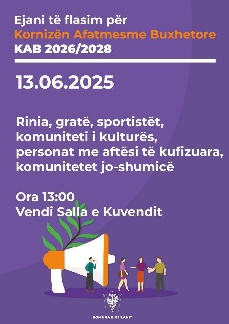 Ejani të flasim për
Kornizën Afatmesme Buxhetore
KAB 2026/2028
13.06.2025
Rinia, gratë, sportistët,
komuniteti i kulturës,
personat me aftësi të kufizuara,
komunitetet jo-shumicë
Ora 13:00
Vendi Salla e Kuvendit